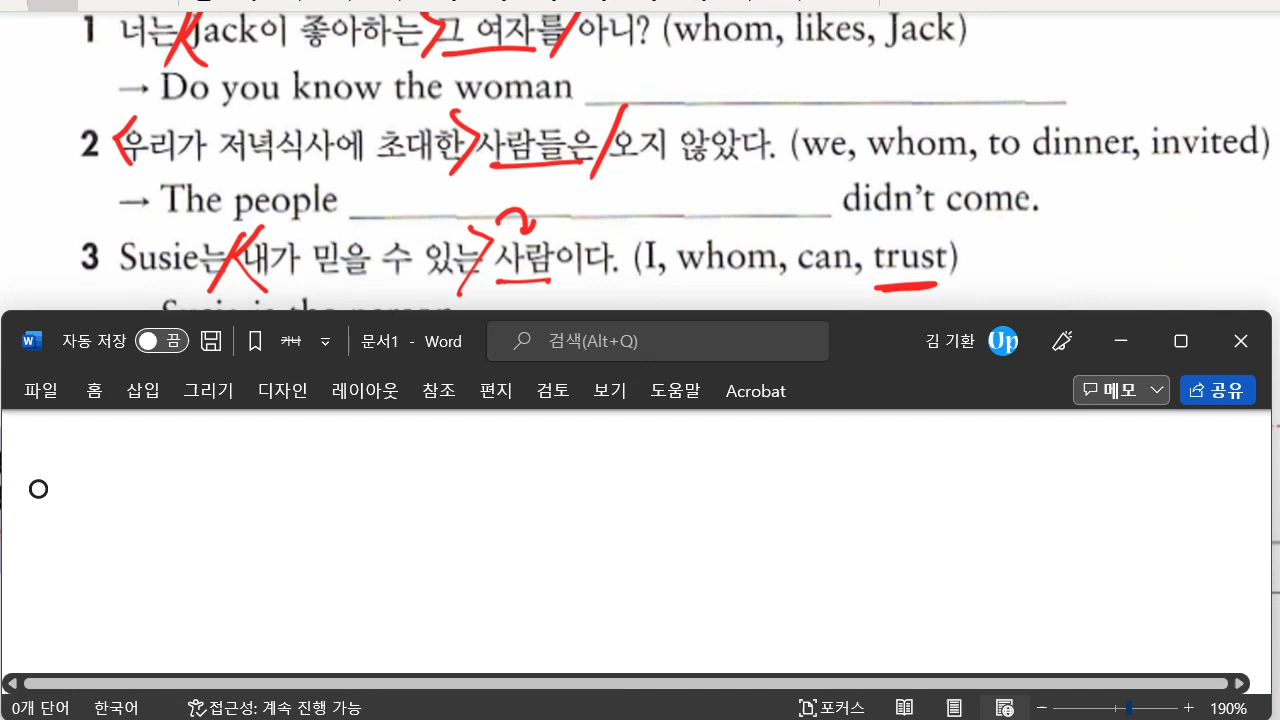 1 너는 Jack이 좋아하는 그 여자를 아니? (whom, likes, Jack)
→ Do you know the woman
2 우리가 저녁식사에 초대한 사람들은 오지 않았다. (we, whom, to dinner, invited)
→ The people didn't come.
3 Susie는 내가 믿을 수 있는 사람이다. (I, whom, can, trust)
Susie is the person
자동 저장 끔 문서1 - Word 검색(Alt+Q) 김 기환 Up
파일 홈 삽입 그리기 디자인 레이아웃 참조 편지 검토 보기 도움말 Acrobat 메모 공유
0개 단어 한국어 접근성: 계속 진행 가능 포커스 190%